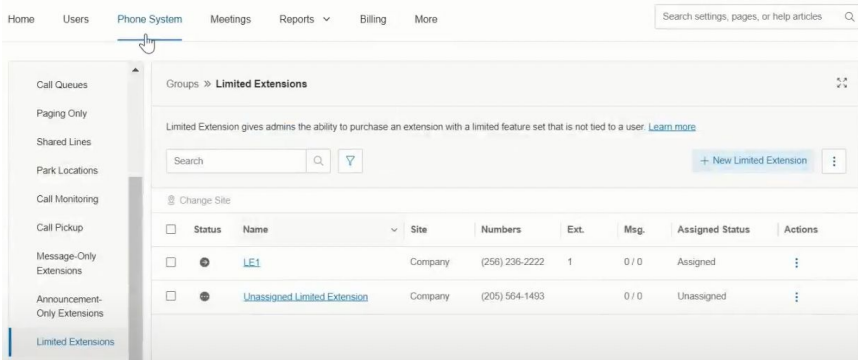 Home Users Phone System Meetings Reports Billing More Search settings, pages, or help articles
Call Queues
Paging Only
Shared Lines
Park Locations
Call Monitoring
Call Pickup
Message-Only
Extensions
Announcement-
Only Extensions
Limited Extensions
Groups » Limited Extensions
Limited Extension gives admins the ability to purchase an extension with a limited feature set that is not tied to a user. Learn more
Search + New Limited Extension
Change Site
Status Name Site Numbers Ext. Msg. Assigned Status Actions
LE1 Company (256) 236-2222 1 0 / 0 Assigned
Unassigned Limited Extension Company (205) 564-1493 0 / 0 Unassigned